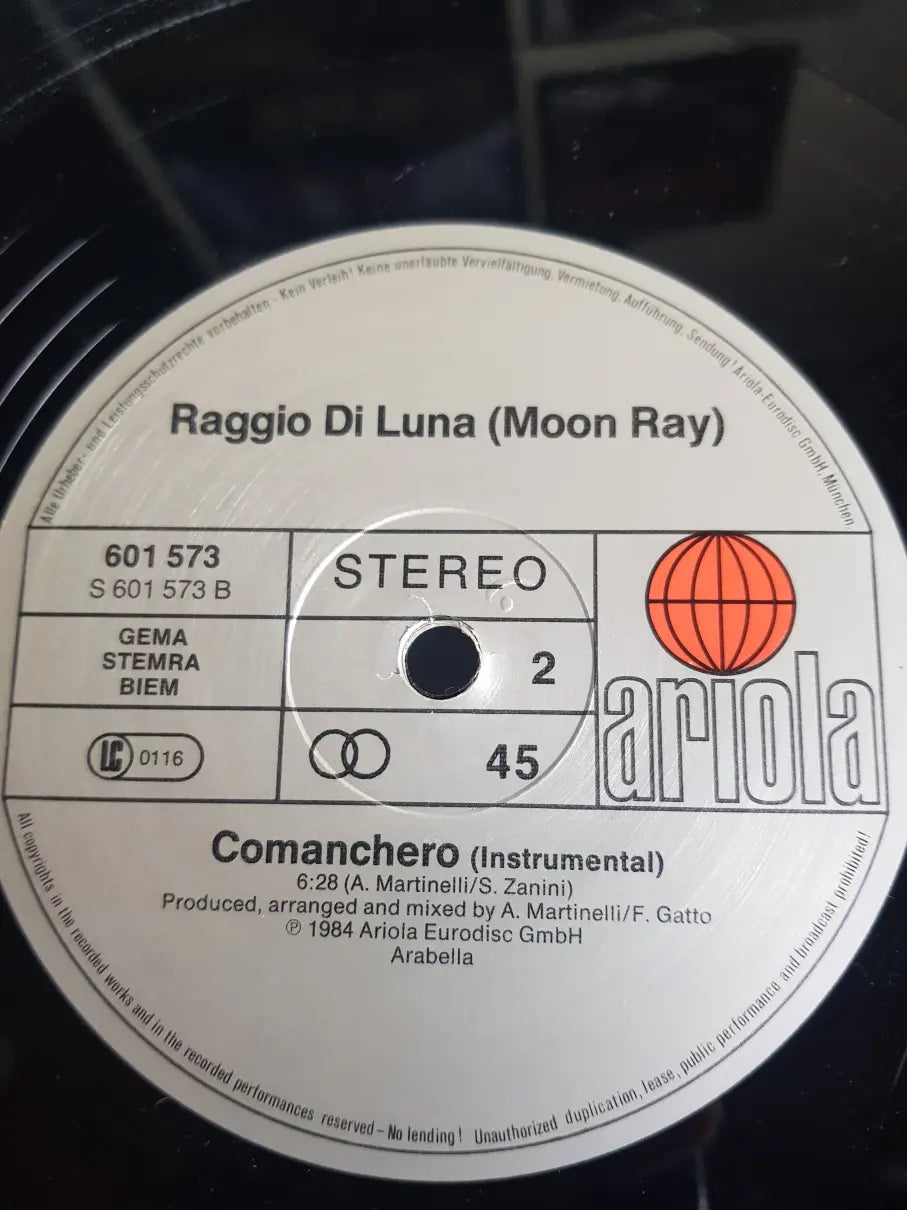 Alle Urheber- und Leistungsschutzrechte vorbehalten - Kein Verleih! Keine unerlaubte Vervielfältigung, Vermietung, Aufführung, Sendung! Ariola-Eurodisc GmbH, München
Raggio Di Luna (Moon Ray)
601 573
S 601 573 B
STEREO
GEMA
STEMRA
BIEM
2
LC 0116
45
ariola
Comanchero (Instrumental)
6:28 (A. Martinelli/S. Zanini)
Produced, arranged and mixed by A. Martinelli/F. Gatto
℗ 1984 Ariola Eurodisc GmbH
Arabella
All copyrights in the recorded works and in the recorded performances reserved – No lending! Unauthorized duplication, lease, public performance and broadcast prohibited!